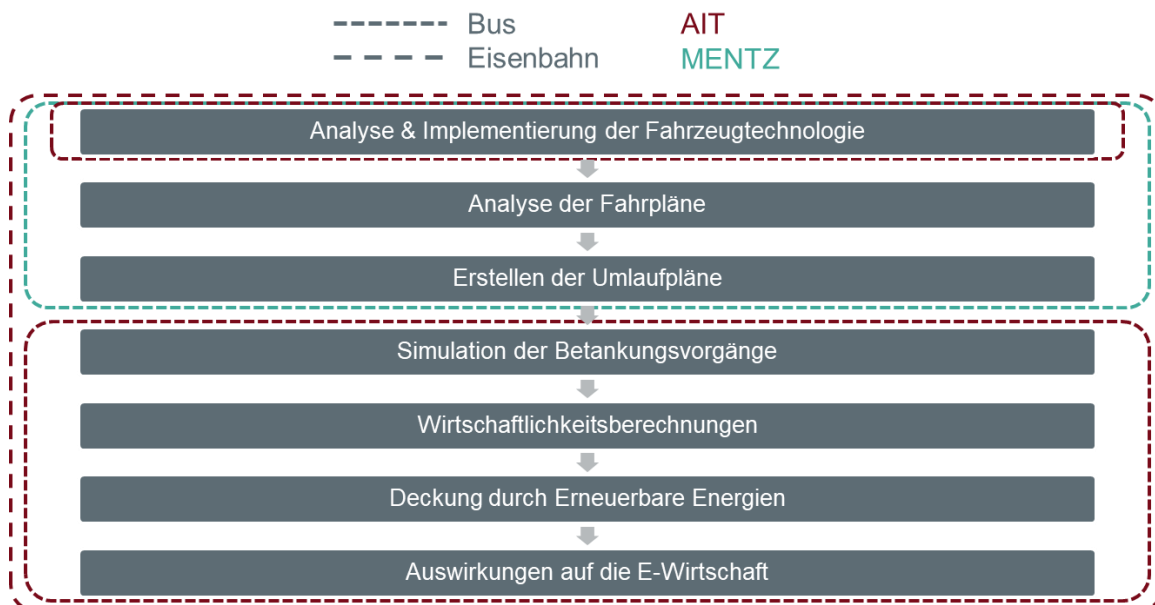 Bus AIT
Eisenbahn MENTZ
Analyse & Implementierung der Fahrzeugtechnologie
Analyse der Fahrpläne
Erstellen der Umlaufpläne
Simulation der Betankungsvorgänge
Wirtschaftlichkeitsberechnungen
Deckung durch Erneuerbare Energien
Auswirkungen auf die E-Wirtschaft